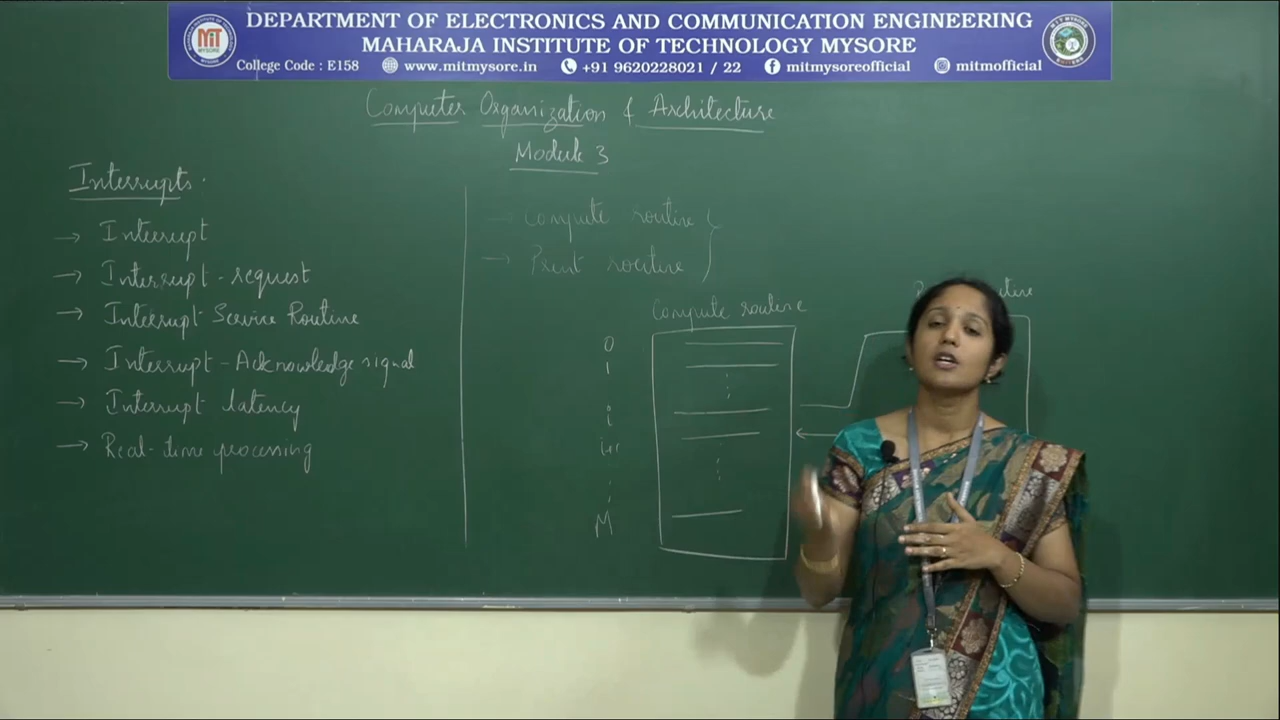 DEPARTMENT OF ELECTRONICS AND COMMUNICATION ENGINEERING
MAHARAJA INSTITUTE OF TECHNOLOGY MYSORE
College Code : E158 www.mitmysore.in +91 9620228021 / 22 mitmysoreofficial mitmofficial
MIT
MYSORE
Computer Organization & Architecture
Module 3
Interrupts.
→ Interrupt
→ Interrupt-request
→ Interrupt Service Routine
→ Interrupt-Acknowledge signal
→ Interrupt latency
→ Real-time processing
→ Compute routine
→ Print routine
Compute routine
0
1
i
i+1
M